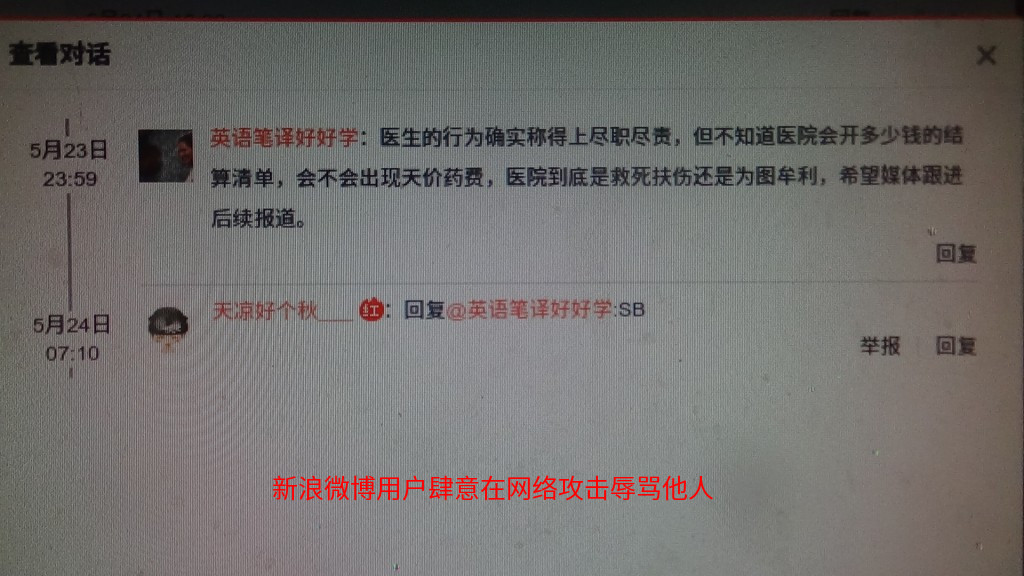 查看对话
5月23日
23:59
英语笔译好好学：医生的行为确实称得上尽职尽责，但不知道医院会开多少钱的结
算清单，会不会出现天价药费，医院到底是救死扶伤还是为图牟利，希望媒体跟进
后续报道。
回复
5月24日
07:10
天凉好个秋___ 红：回复@英语笔译好好学:SB
举报 回复
新浪微博用户肆意在网络攻击辱骂他人